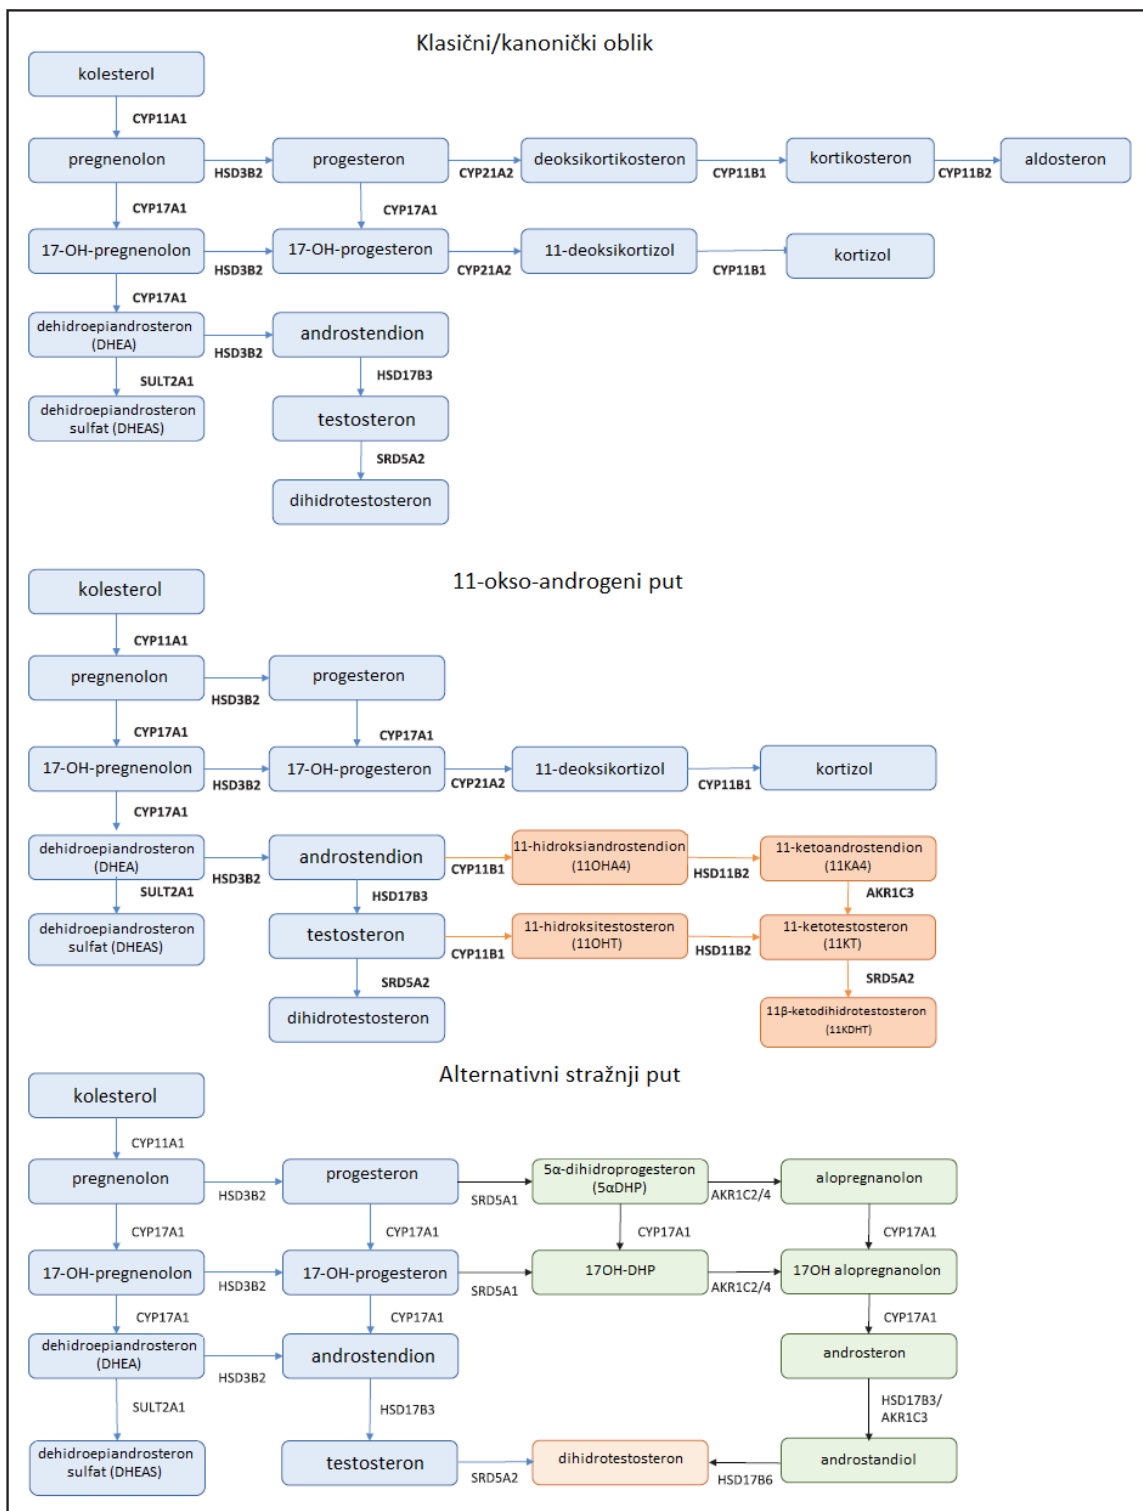 Klasični/kanonički oblik
kolesterol
CYP11A1
pregnenolon
HSD3B2
progesteron
CYP21A2
deoksikortikosteron
CYP11B1
kortikosteron
CYP11B2
aldosteron
CYP17A1
CYP17A1
17-OH-pregnenolon
HSD3B2
17-OH-progesteron
CYP21A2
11-deoksikortizol
CYP11B1
kortizol
CYP17A1
dehidroepiandrosteron
(DHEA)
HSD3B2
androstendion
SULT2A1
HSD17B3
dehidroepiandrosteron
sulfat (DHEAS)
testosteron
SRD5A2
dihidrotestosteron
11-okso-androgeni put
kolesterol
CYP11A1
pregnenolon
HSD3B2
progesteron
CYP17A1
CYP17A1
17-OH-pregnenolon
HSD3B2
17-OH-progesteron
CYP21A2
11-deoksikortizol
CYP11B1
kortizol
CYP17A1
dehidroepiandrosteron
(DHEA)
HSD3B2
androstendion
CYP11B1
11-hidroksiandrostendion
(11OHA4)
HSD11B2
11-ketoandrostendion
(11KA4)
SULT2A1
HSD17B3
AKR1C3
dehidroepiandrosteron
sulfat (DHEAS)
testosteron
CYP11B1
11-hidroksitestosteron
(11OHT)
HSD11B2
11-ketotestosteron
(11KT)
SRD5A2
SRD5A2
dihidrotestosteron
11β-ketodihidrotestosteron
(11KDHT)
Alternativni stražnji put
kolesterol
CYP11A1
pregnenolon
HSD3B2
progesteron
SRD5A1
5α-dihidroprogesteron
(5αDHP)
AKR1C2/4
alopregnanolon
CYP17A1
CYP17A1
CYP17A1
CYP17A1
17-OH-pregnenolon
HSD3B2
17-OH-progesteron
SRD5A1
17OH-DHP
AKR1C2/4
17OH alopregnanolon
CYP17A1
CYP17A1
CYP17A1
dehidroepiandrosteron
(DHEA)
HSD3B2
androstendion
androsteron
SULT2A1
HSD17B3
HSD17B3/
AKR1C3
dehidroepiandrosteron
sulfat (DHEAS)
testosteron
SRD5A2
dihidrotestosteron
HSD17B6
androstandiol